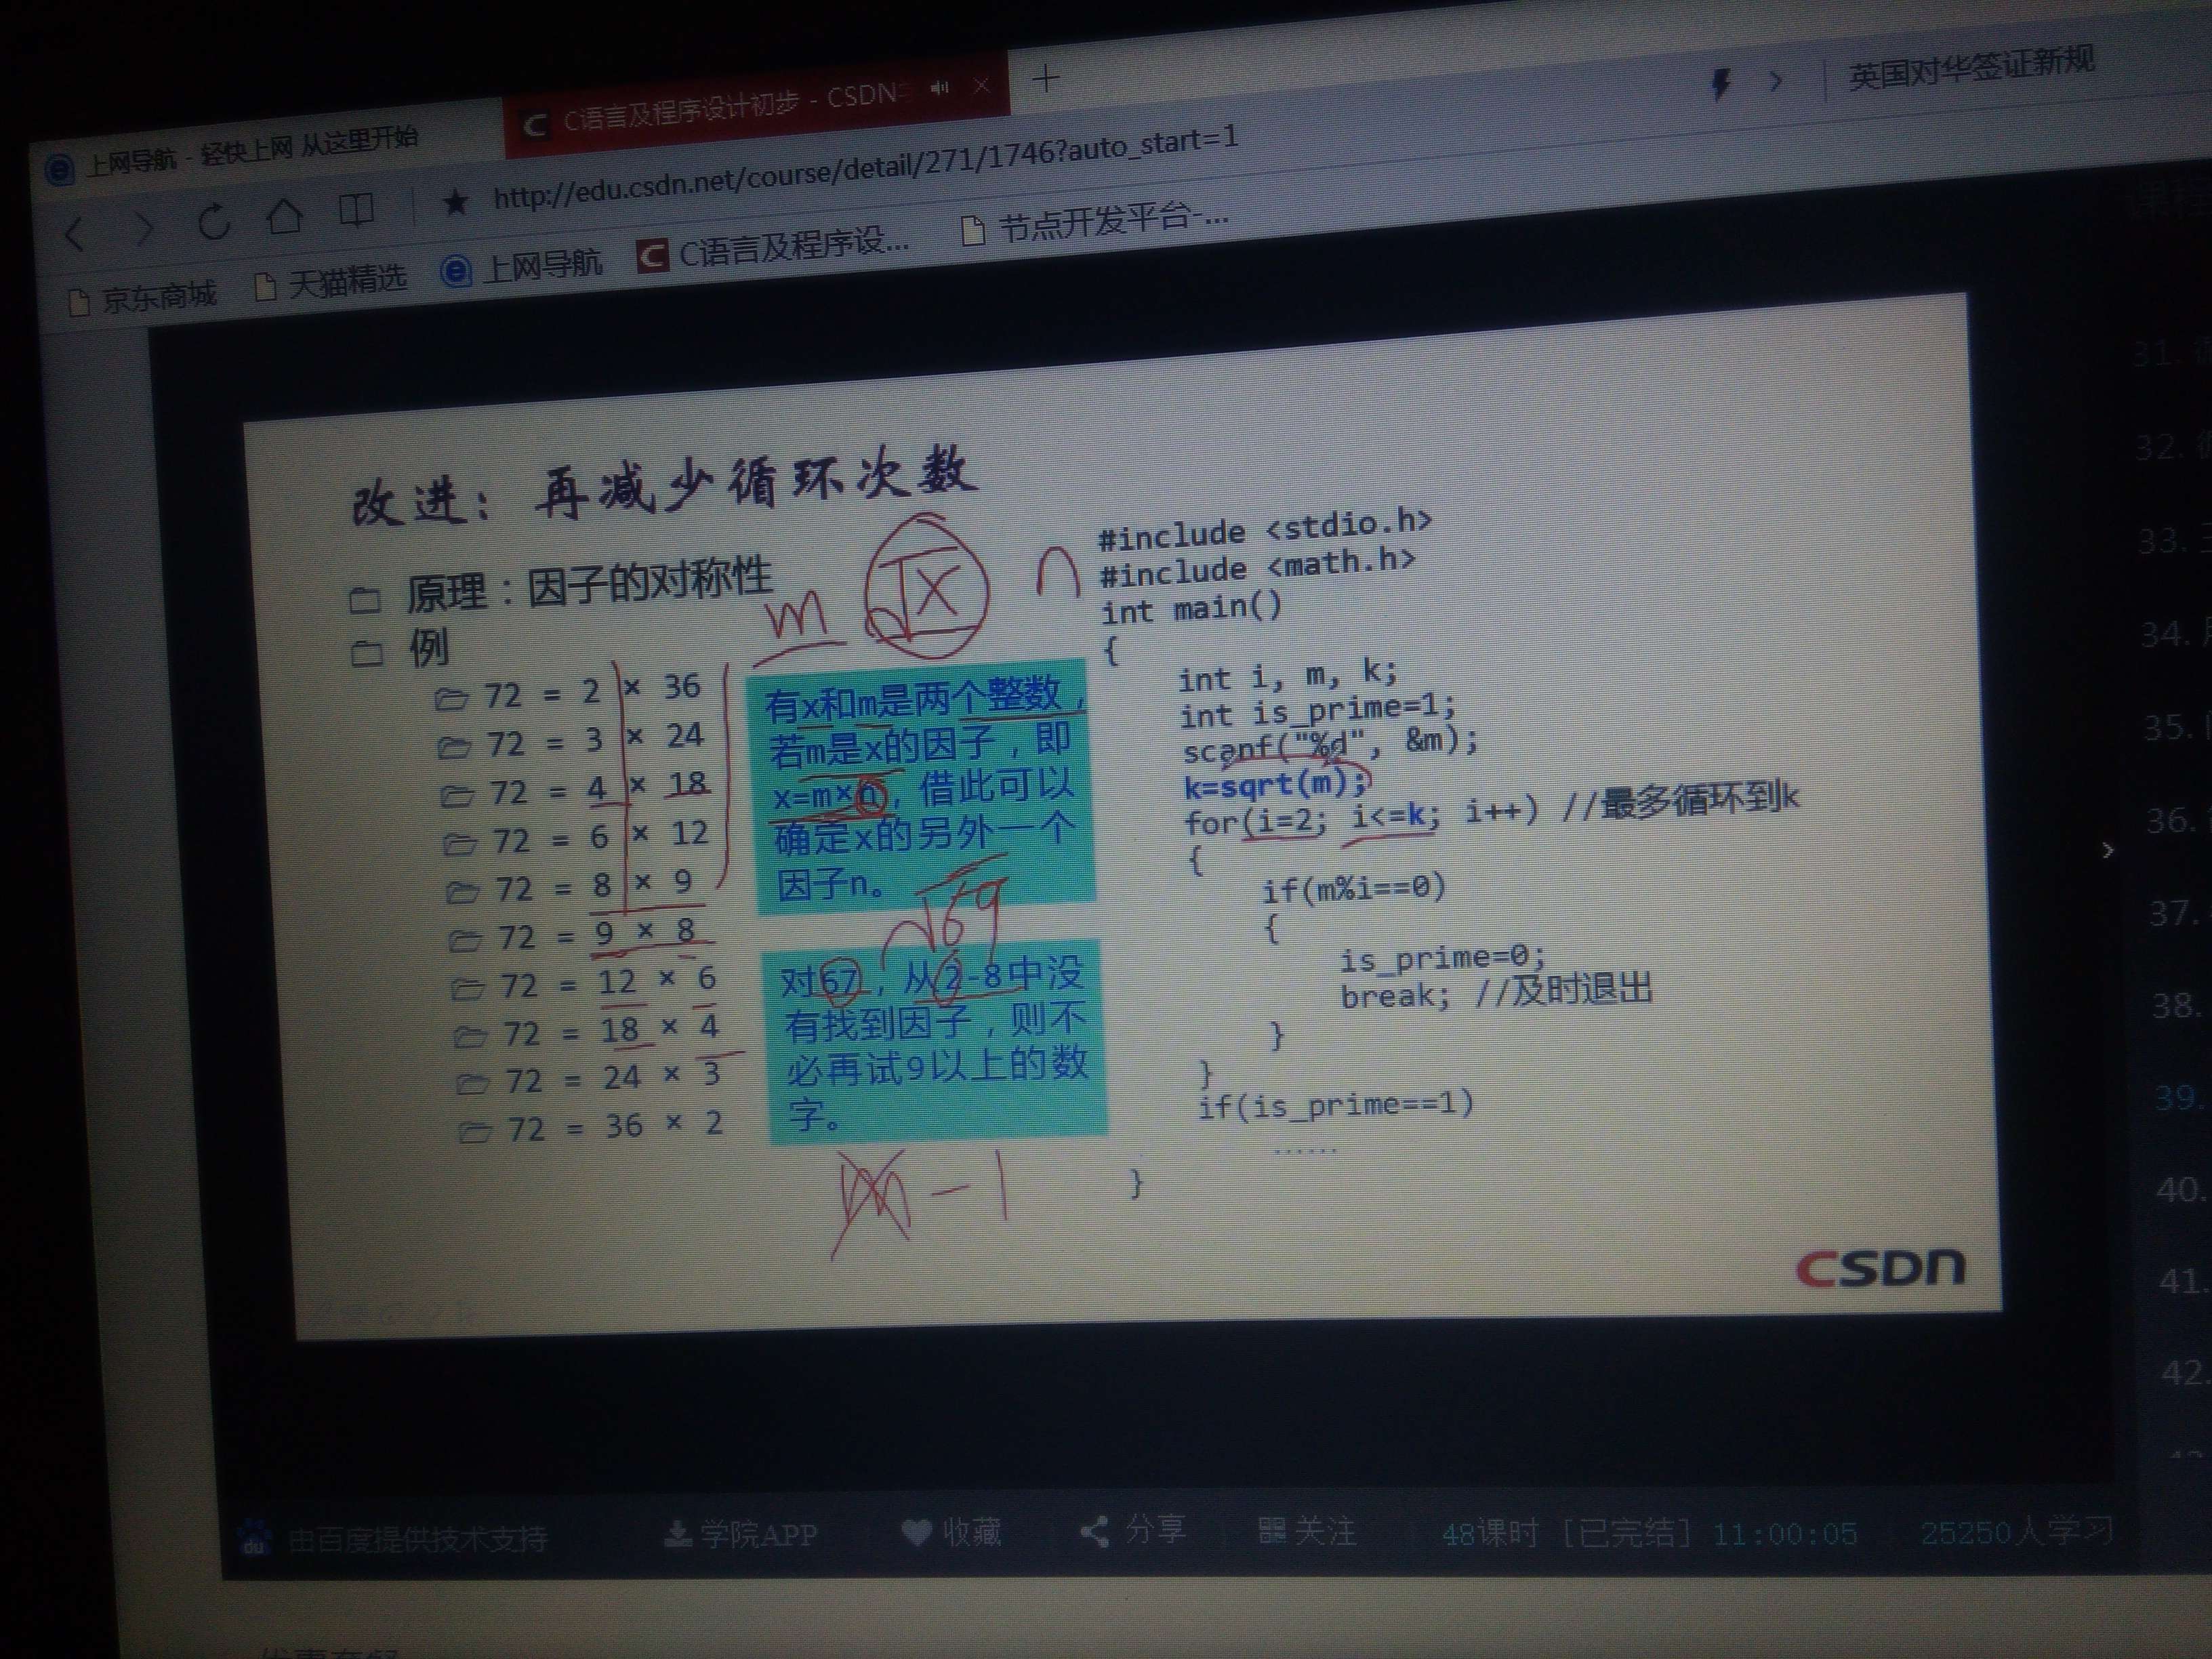 上网导航 - 轻快上网 从这里开始
C语言及程序设计初步 - CSDN
英国对华签证新规
http://edu.csdn.net/course/detail/271/1746?auto_start=1
京东商城
天猫精选
上网导航
C语言及程序设...
节点开发平台-...
改进：再减少循环次数
原理：因子的对称性
例
72 = 2 × 36
72 = 3 × 24
72 = 4 × 18
72 = 6 × 12
72 = 8 × 9
72 = 9 × 8
72 = 12 × 6
72 = 18 × 4
72 = 24 × 3
72 = 36 × 2
m √x n
有x和m是两个整数，
若m是x的因子，即
x=m×n，借此可以
确定x的另外一个
因子n。
√69
对67，从2-8中没
有找到因子，则不
必再试9以上的数
字。
m-1
#include <stdio.h>
#include <math.h>
int main()
{
int i, m, k;
int is_prime=1;
scanf("%d", &m);
k=sqrt(m);
for(i=2; i<=k; i++) //最多循环到k
{
if(m%i==0)
{
is_prime=0;
break; //及时退出
}
}
if(is_prime==1)
......
}
CSDN
31.
32.
33.
34.
35.
36.
37.
38.
39.
40.
41.
42.
du 由百度提供技术支持
学院APP
收藏
分享
关注
48课时 [已完结] 11:00:05
25250人学习